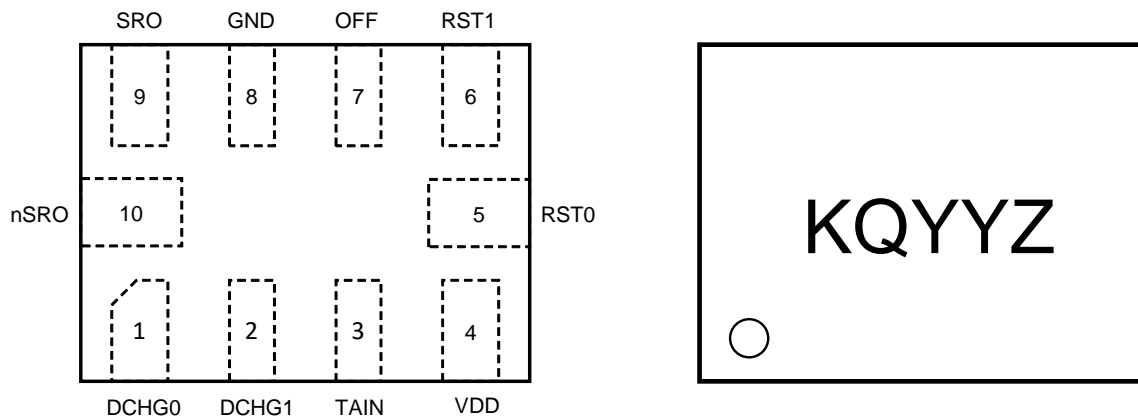 SRO GND OFF RST1
9 8 7 6
nSRO 10 5 RST0
KQYYZ
1 2 3 4
DCHG0 DCHG1 TAIN VDD